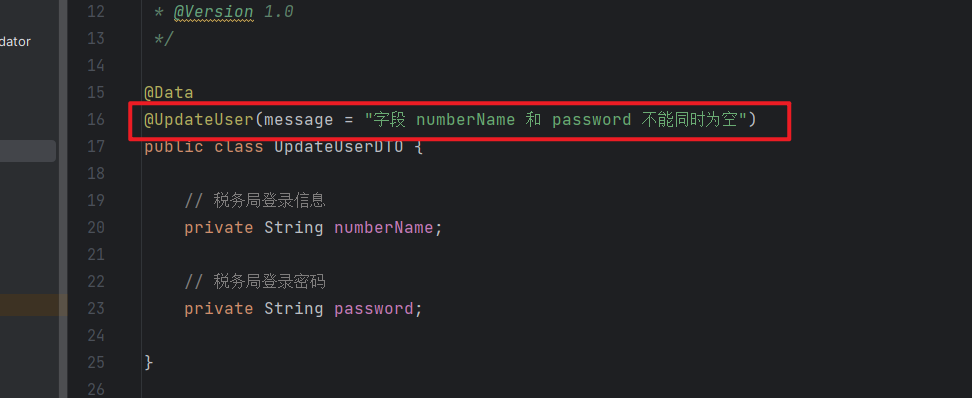 dator
12 * @Version 1.0
13 */
14
15 @Data
16 @UpdateUser(message = "字段 numberName 和 password 不能同时为空")
17 public class UpdateUserDTO {
18
19 // 税务局登录信息
20 private String numberName;
21
22 // 税务局登录密码
23 private String password;
24
25 }
26